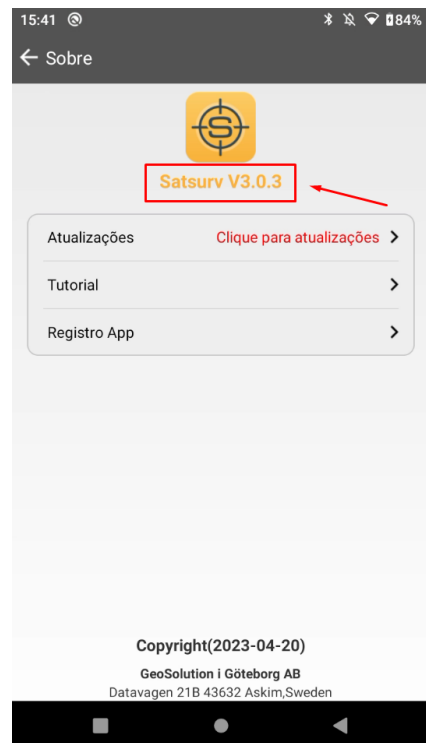 15:41 84%
Sobre
Satsurv V3.0.3
Atualizações Clique para atualizações
Tutorial
Registro App
Copyright(2023-04-20)
GeoSolution i Göteborg AB
Datavagen 21B 43632 Askim,Sweden